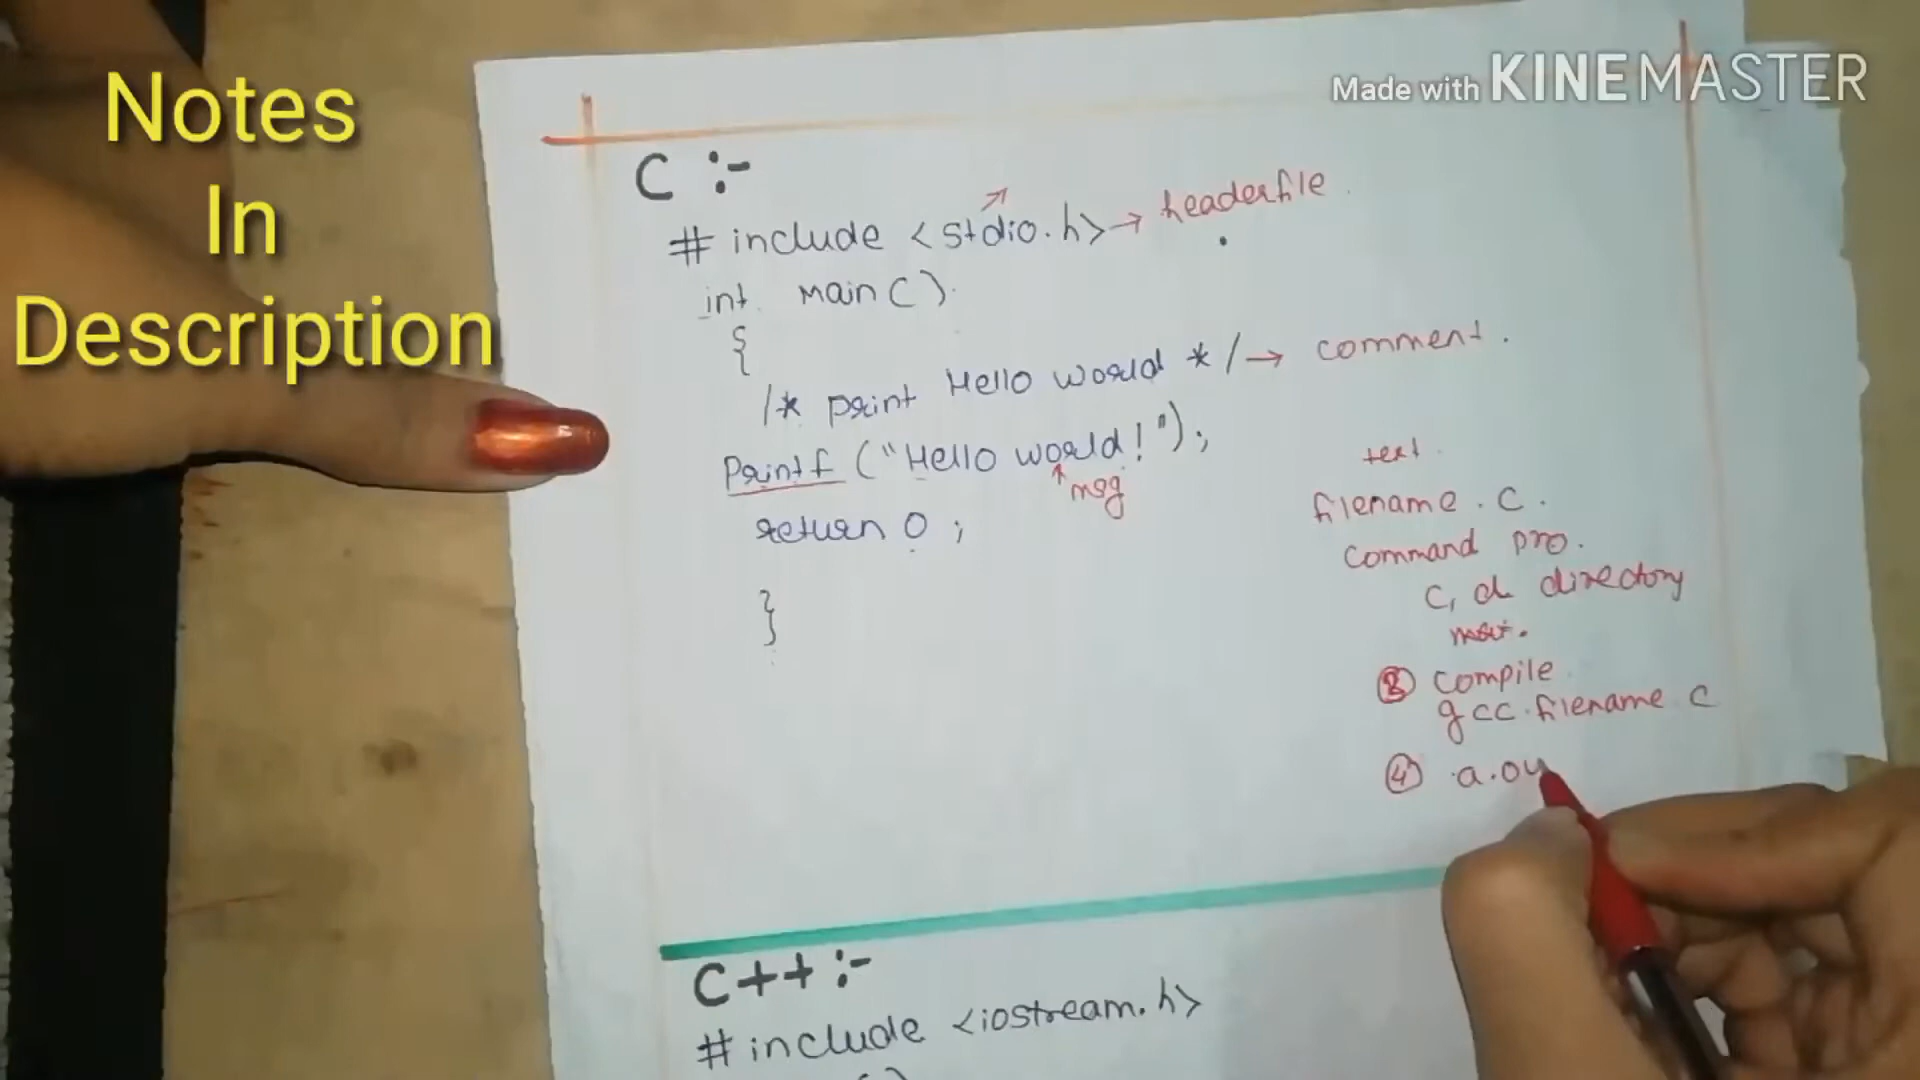 Notes
In
Description
Made with KINEMASTER
C :-
# include <stdio.h> → headerfile
int main()
{
/* print Hello world */ → comment.
Printf ("Hello world!");
↑ msg
return 0 ;
}
text
filename . C .
Command pro.
C, d directory
③ Compile
gcc filename . C
④ a.ou
C++ :-
# include <iostream.h>